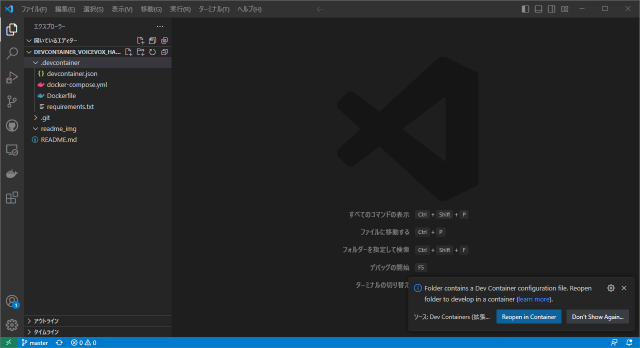 ファイル(F) 編集(E) 選択(S) 表示(V) 移動(G) 実行(R) ターミナル(T) ヘルプ(H)
エクスプローラー
開いているエディター
DEVCONTAINER_VOICEVOX_HA...
.devcontainer
devcontainer.json
docker-compose.yml
Dockerfile
requirements.txt
.git
readme_img
README.md
すべてのコマンドの表示 Ctrl + Shift + P
ファイルに移動する Ctrl + P
フォルダーを指定して検索 Ctrl + Shift + F
デバッグの開始 F5
ターミナルの切り替え
Folder contains a Dev Container configuration file. Reopen
folder to develop in a container (learn more).
ソース: Dev Containers (拡張... Reopen in Container Don't Show Again...
1
アウトライン
タイムライン
master 0 0